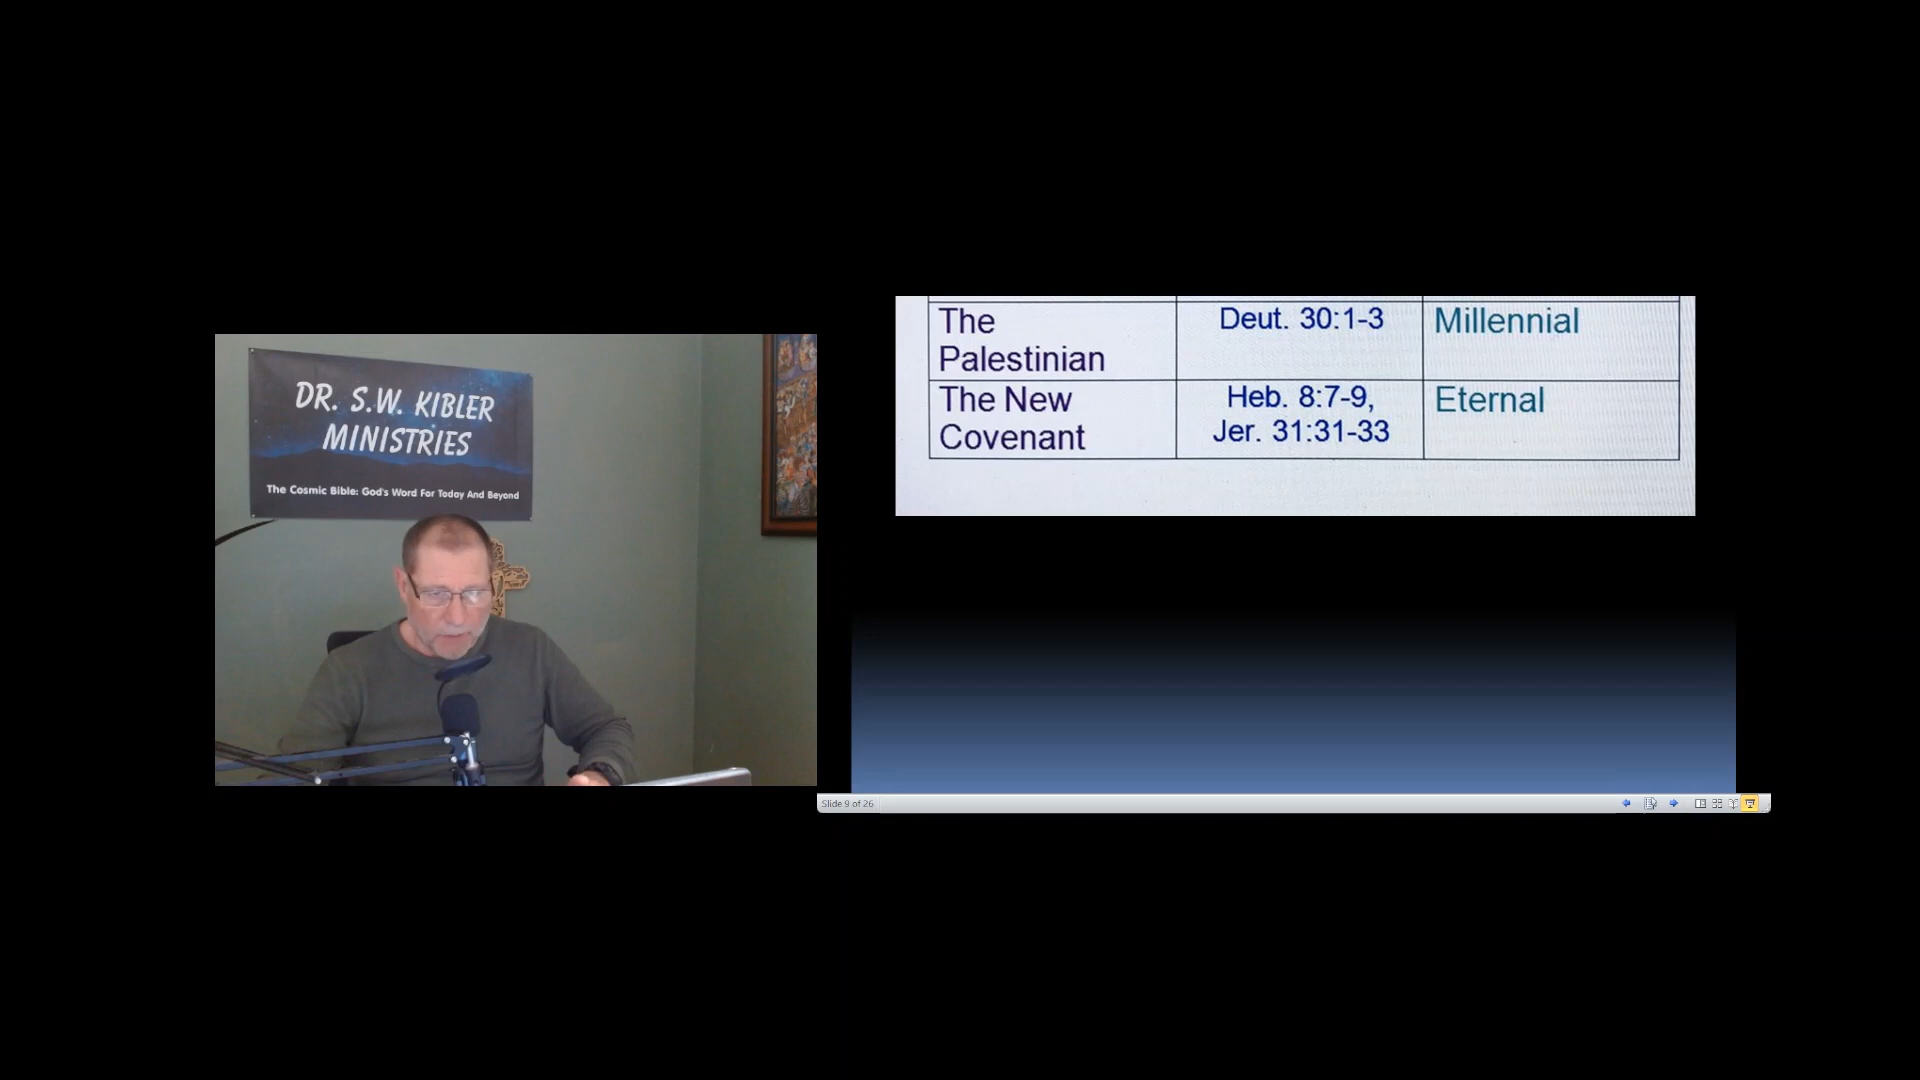 DR. S.W. KIBLER
MINISTRIES
The Cosmic Bible: God's Word For Today And Beyond
The
Palestinian
Deut. 30:1-3
Millennial
The New
Covenant
Heb. 8:7-9,
Jer. 31:31-33
Eternal
Slide 9 of 26